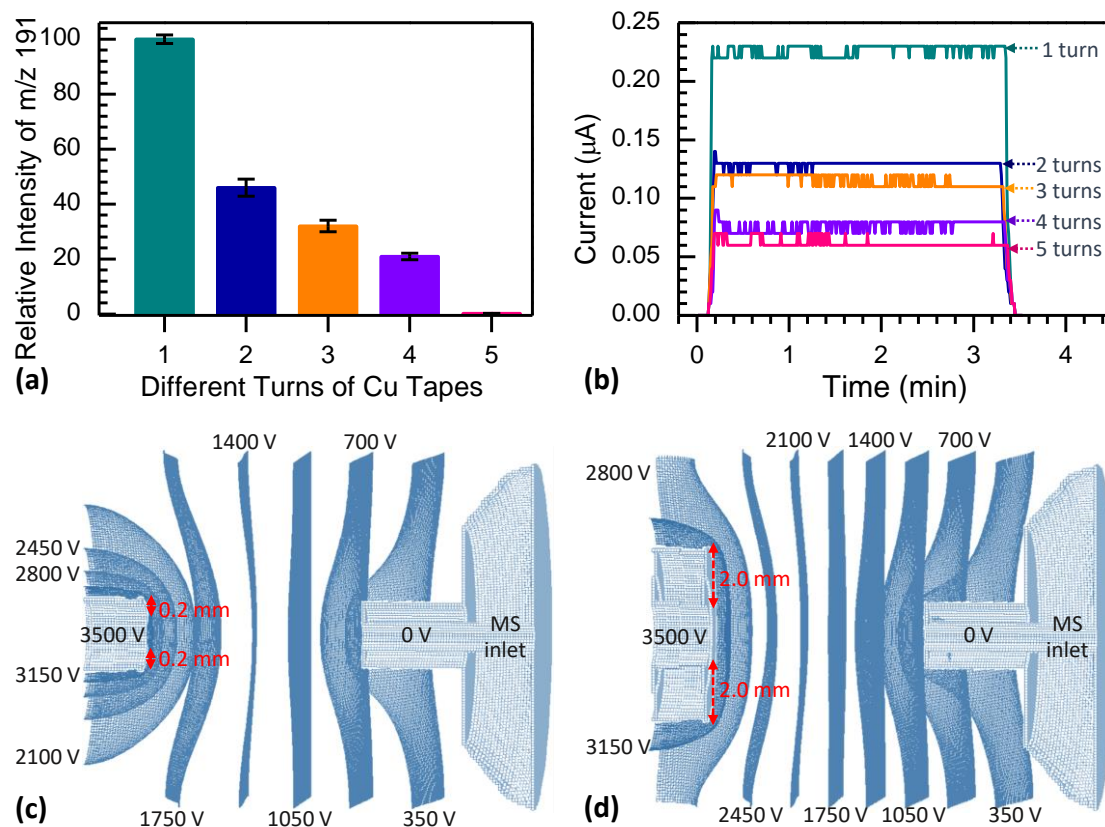 Relative Intensity of m/z 191
100
80
60
40
20
0
1
2
3
4
5
Different Turns of Cu Tapes
(a)
Current (µA)
0.25
0.20
0.15
0.10
0.05
0.00
1 turn
2 turns
3 turns
4 turns
5 turns
0
1
2
3
4
Time (min)
(b)
1400 V
700 V
2450 V
2800 V
0.2 mm
3500 V
0 V
MS
inlet
0.2 mm
3150 V
2100 V
1750 V
1050 V
350 V
(c)
2100 V
1400 V
700 V
2800 V
2.0 mm
3500 V
0 V
MS
inlet
2.0 mm
3150 V
2450 V
1750 V
1050 V
350 V
(d)